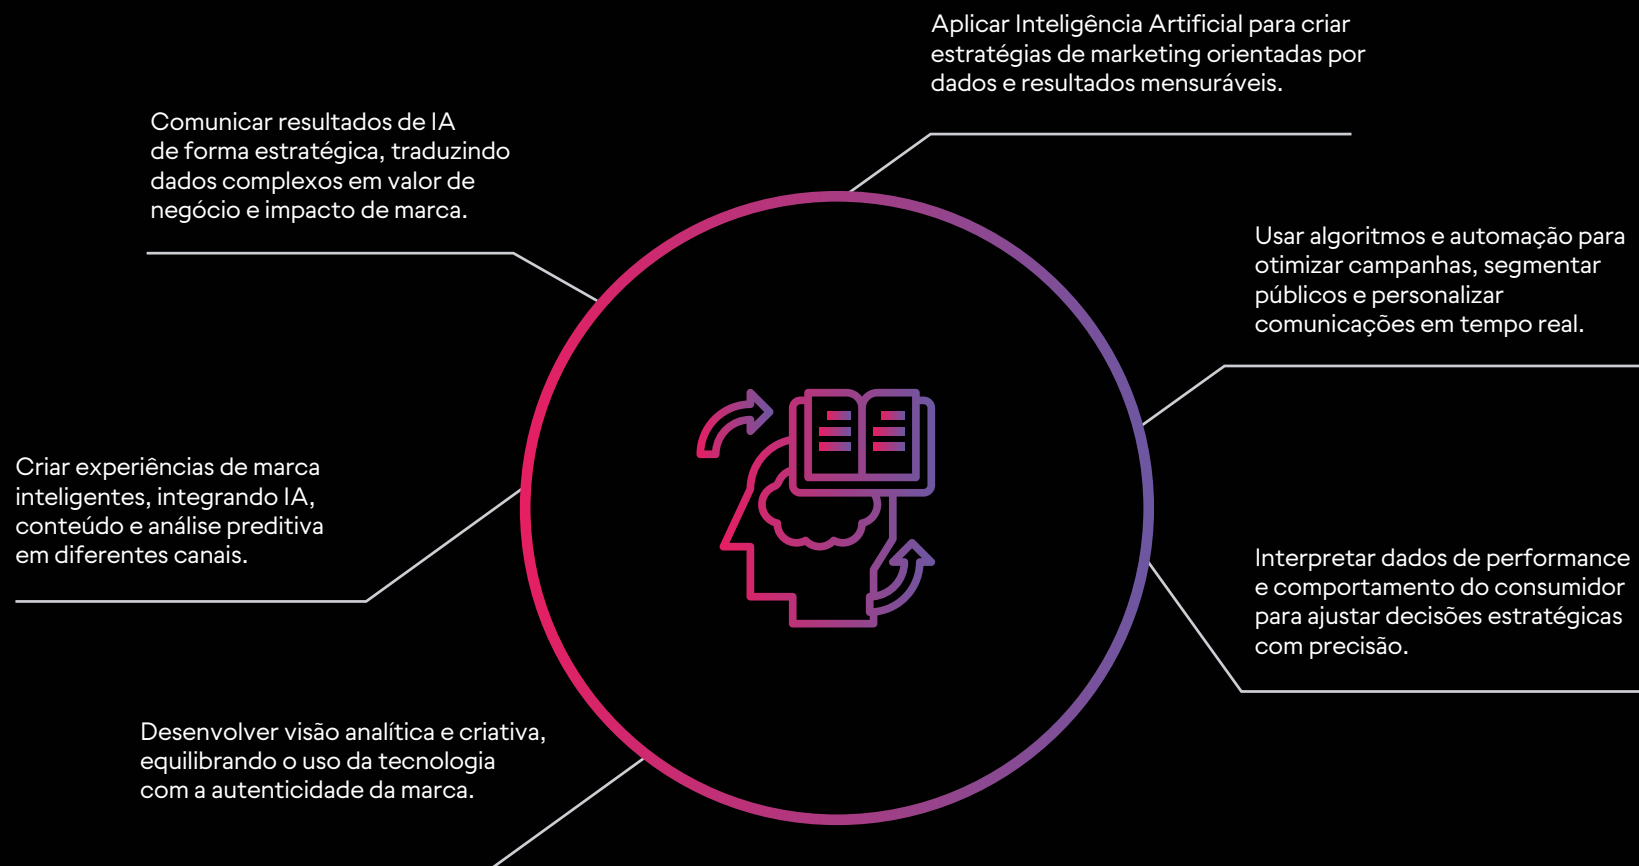 Aplicar Inteligência Artificial para criar
estratégias de marketing orientadas por
dados e resultados mensuráveis.
Comunicar resultados de IA
de forma estratégica, traduzindo
dados complexos em valor de
negócio e impacto de marca.
Usar algoritmos e automação para
otimizar campanhas, segmentar
públicos e personalizar
comunicações em tempo real.
Criar experiências de marca
inteligentes, integrando IA,
conteúdo e análise preditiva
em diferentes canais.
Interpretar dados de performance
e comportamento do consumidor
para ajustar decisões estratégicas
com precisão.
Desenvolver visão analítica e criativa,
equilibrando o uso da tecnologia
com a autenticidade da marca.